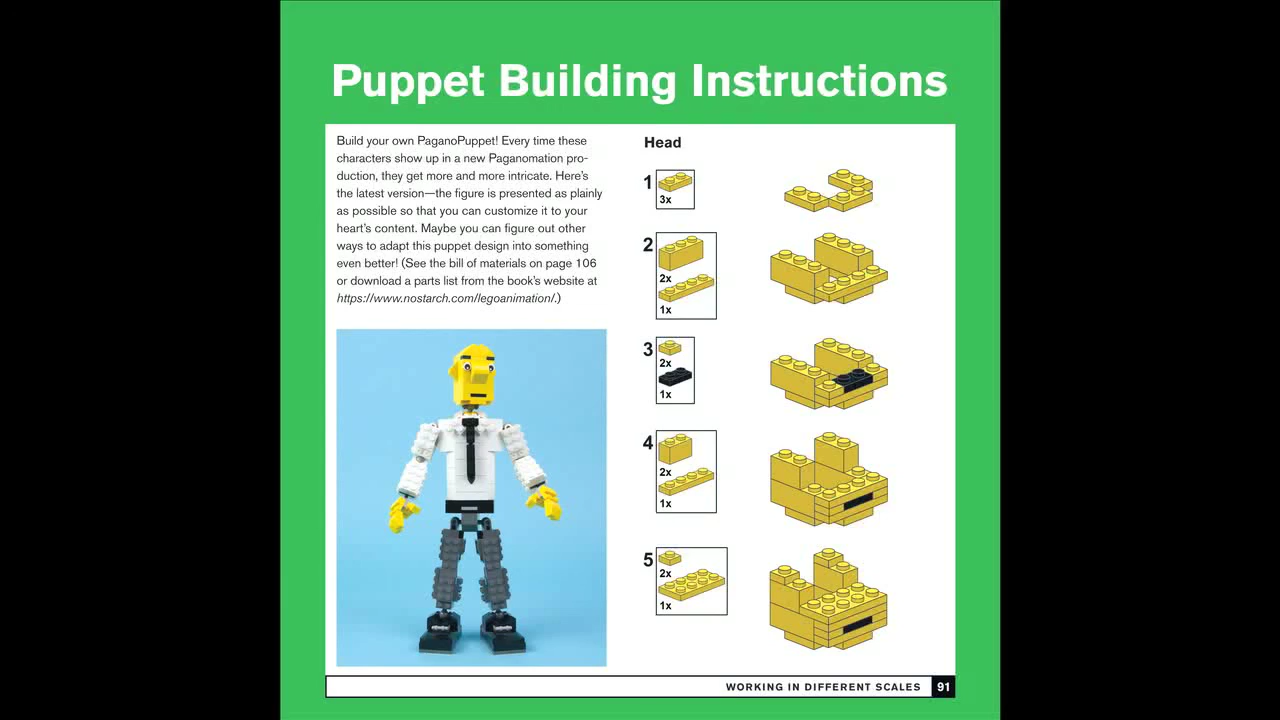 Puppet Building Instructions
Build your own PaganoPuppet! Every time these
characters show up in a new Paganomation pro-
duction, they get more and more intricate. Here's
the latest version—the figure is presented as plainly
as possible so that you can customize it to your
heart's content. Maybe you can figure out other
ways to adapt this puppet design into something
even better! (See the bill of materials on page 106
or download a parts list from the book's website at
https://www.nostarch.com/legoanimation/.)
Head
1
3x
2
2x
1x
3
2x
1x
4
2x
1x
5
2x
1x
WORKING IN DIFFERENT SCALES 91